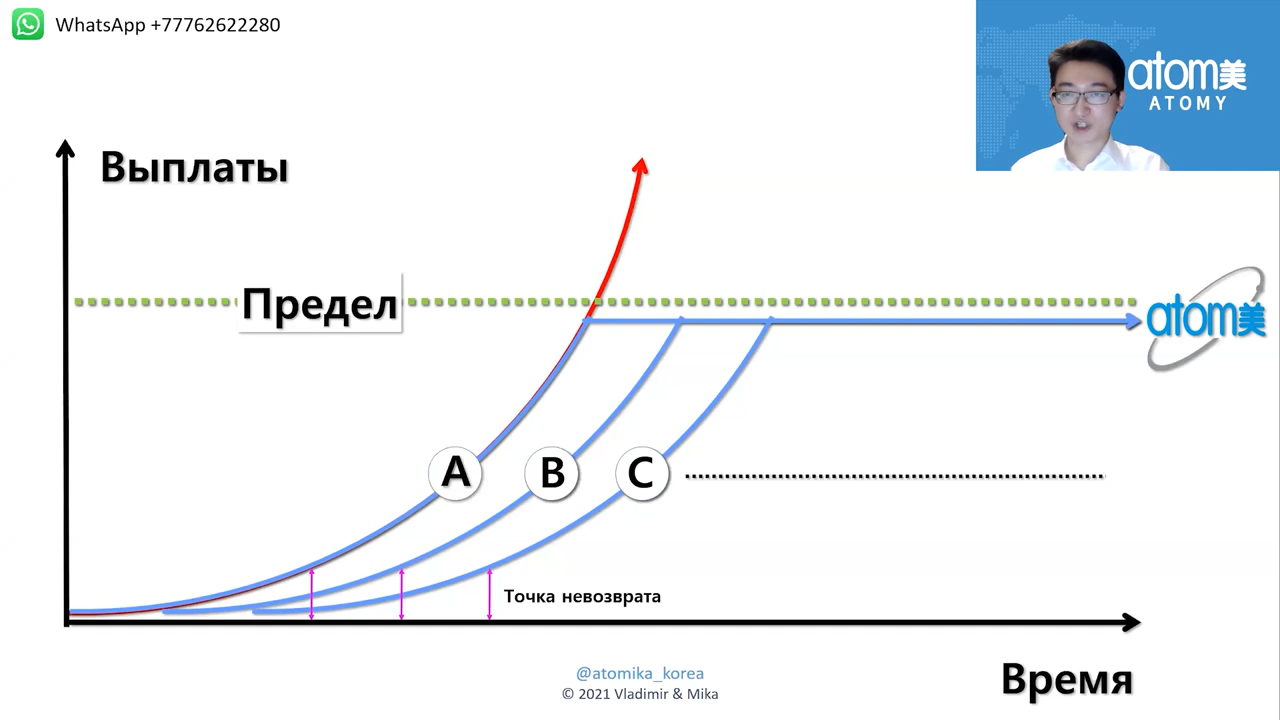 WhatsApp +77762622280
atom美
ATOMY
Выплаты
Предел
atom美
A
B
C
Точка невозврата
Время
@atomika_korea
© 2021 Vladimir & Mika